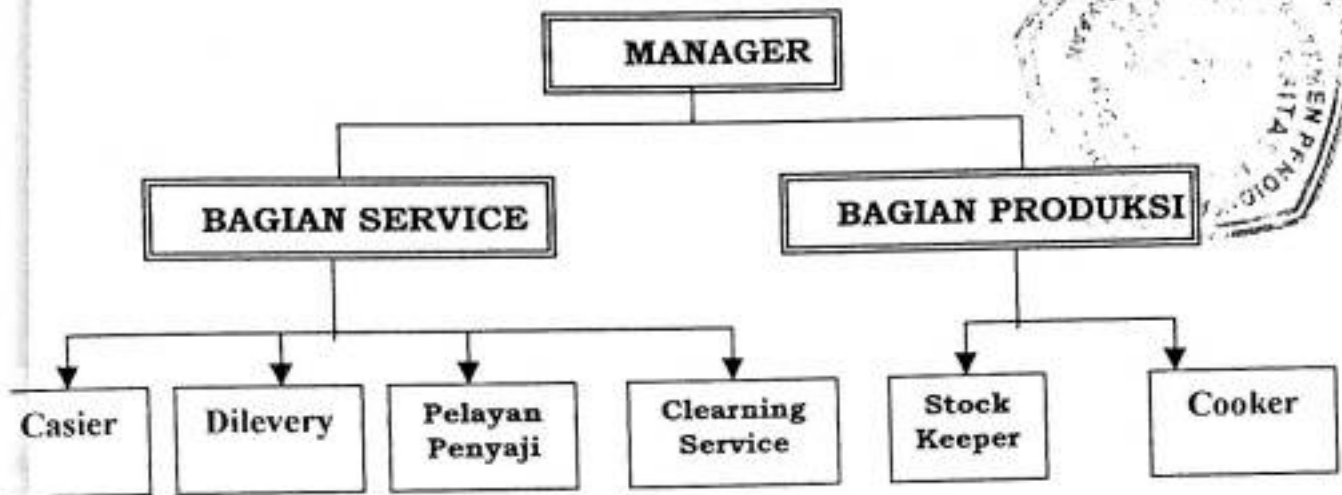 MANAGER
BAGIAN SERVICE
BAGIAN PRODUKSI
Casier
Dilevery
Pelayan
Penyaji
Clearning
Service
Stock
Keeper
Cooker